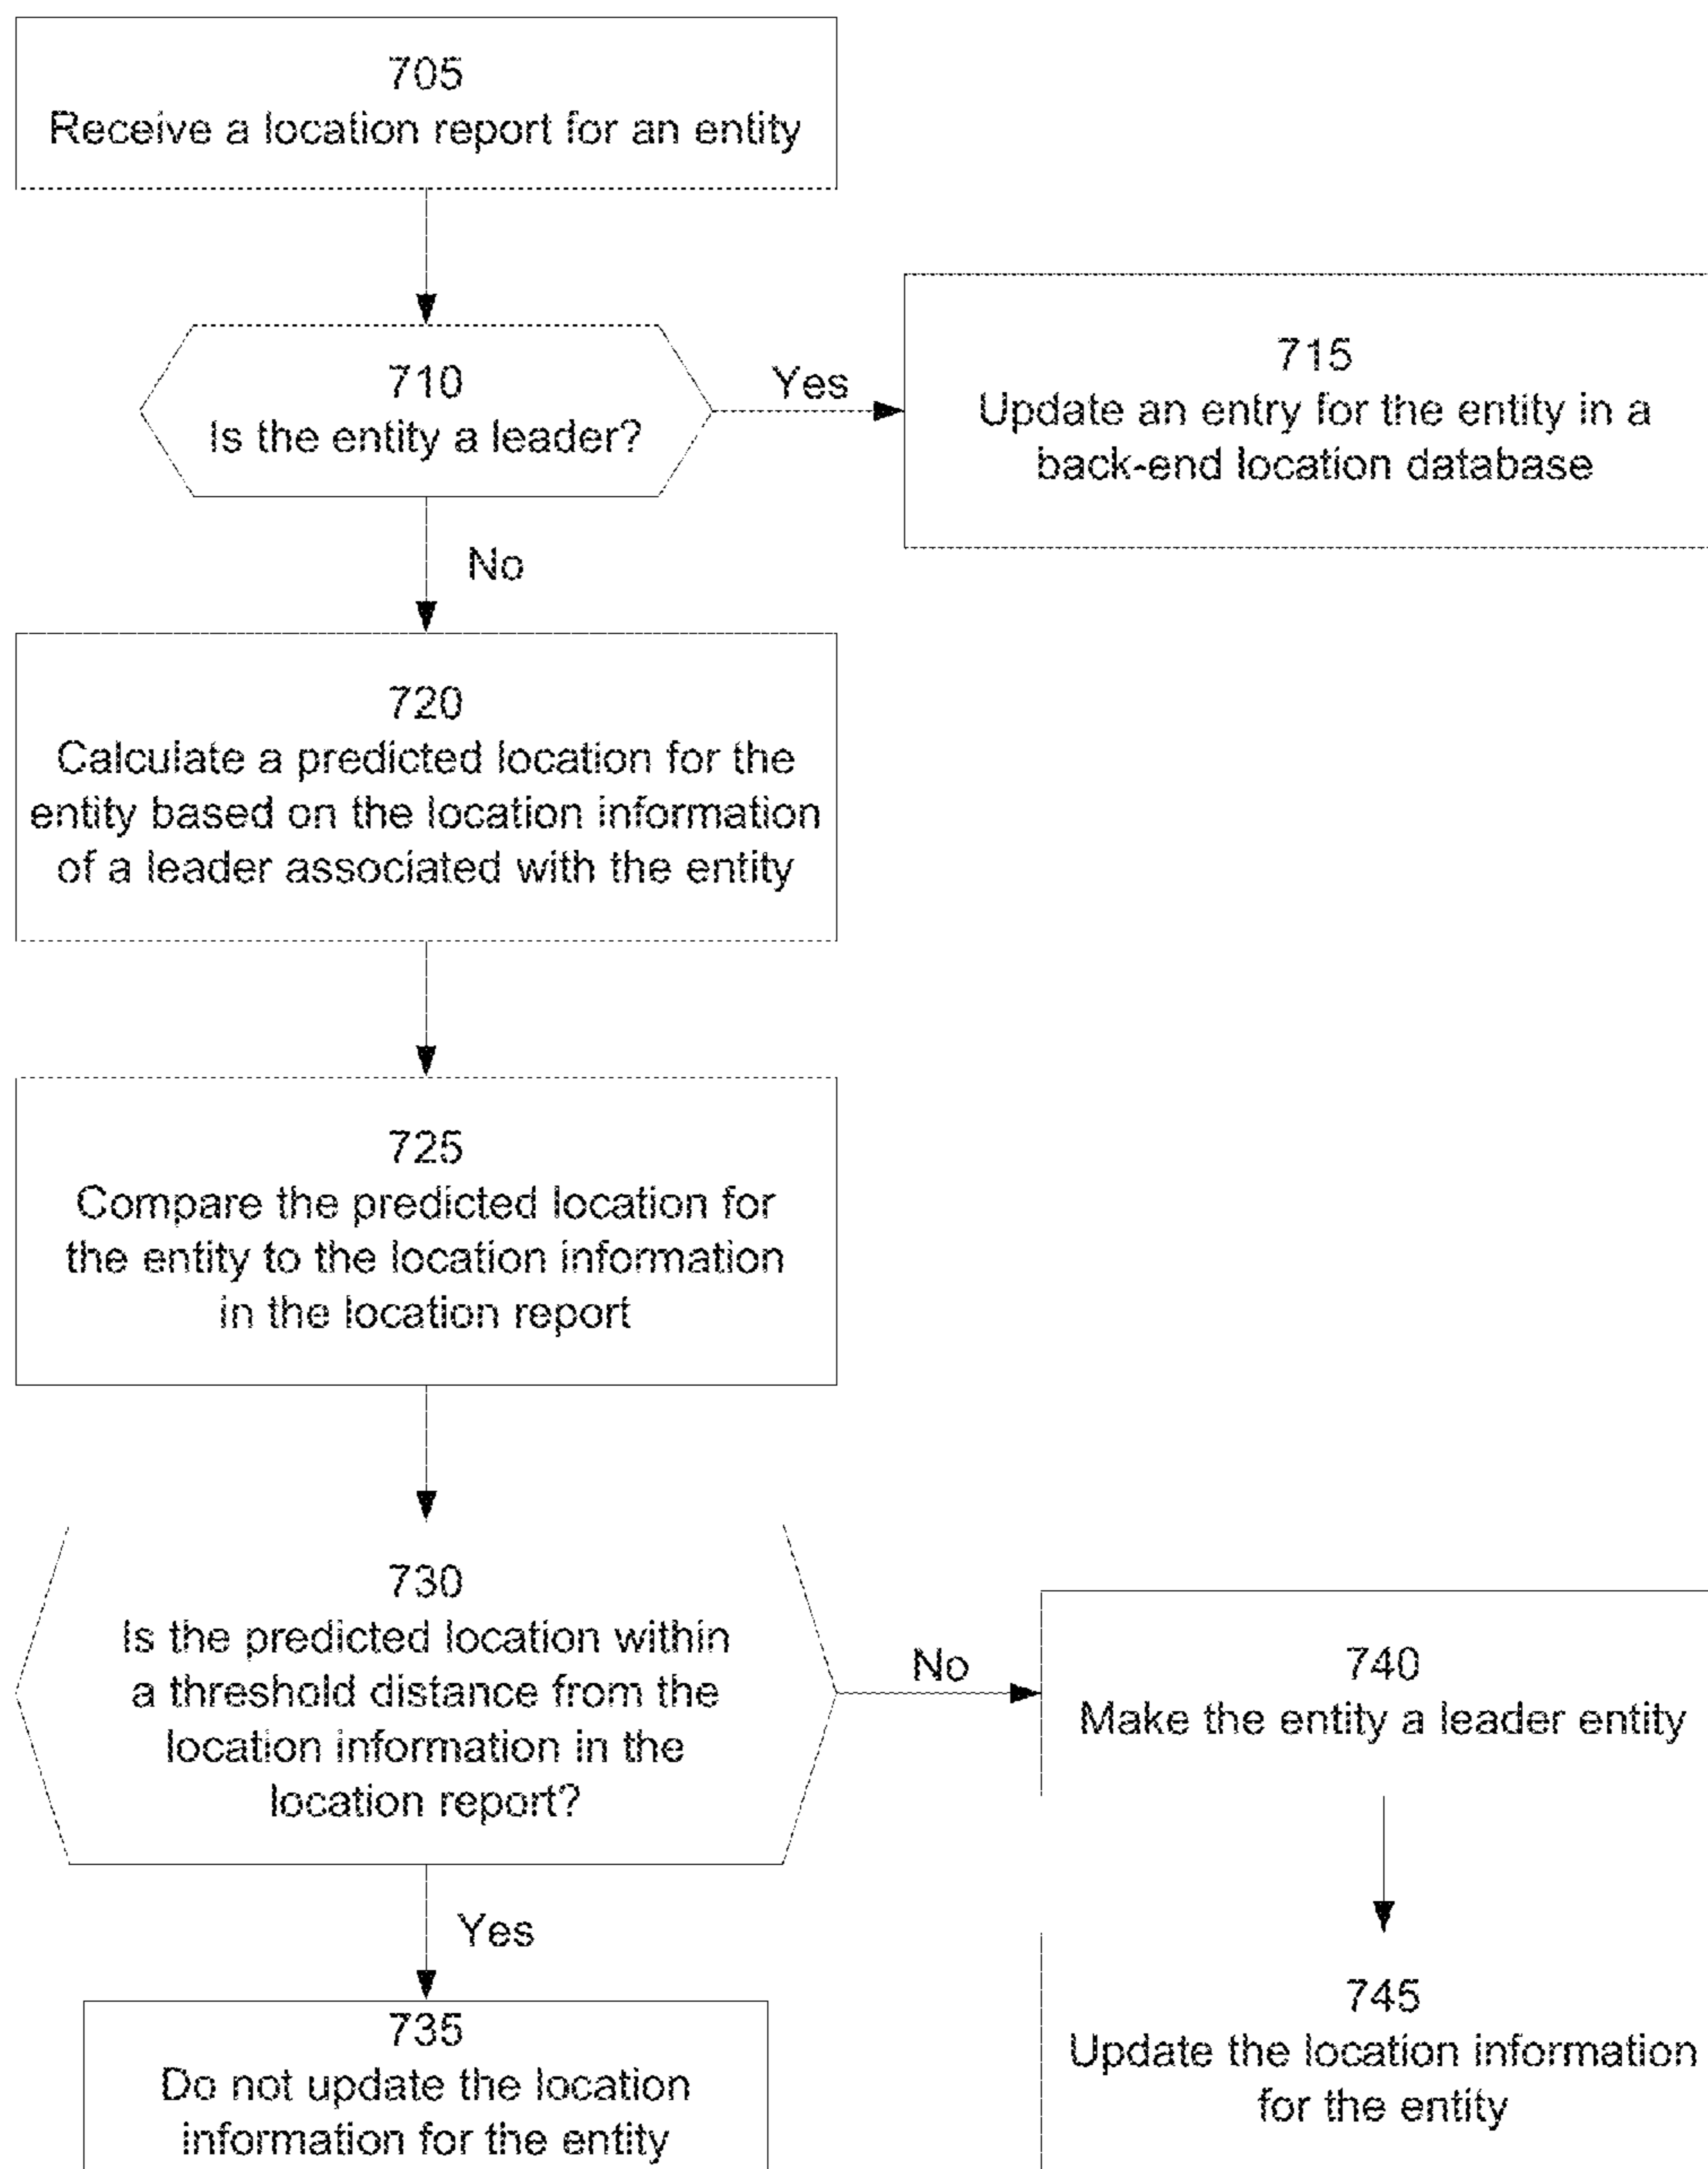 705
Receive a location report for an entity
710
Is the entity a leader?
Yes
715
Update an entry for the entity in a
back-end location database
No
720
Calculate a predicted location for the
entity based on the location information
of a leader associated with the entity
725
Compare the predicted location for
the entity to the location information
in the location report
730
Is the predicted location within
a threshold distance from the
location information in the
location report?
No
740
Make the entity a leader entity
Yes
735
Do not update the location
information for the entity
745
Update the location information
for the entity